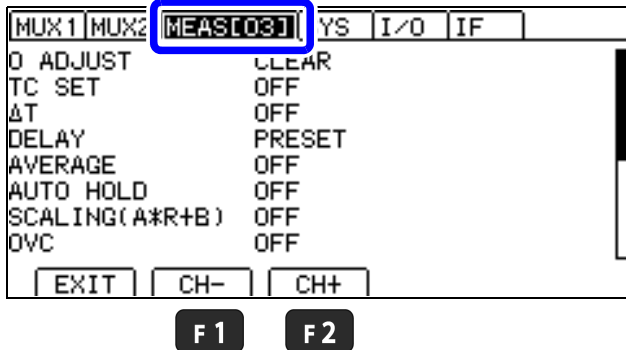 MUX1 MUX2 MEAS[03] YS I/O IF
0 ADJUST CLEAR
TC SET OFF
ΔT OFF
DELAY PRESET
AVERAGE OFF
AUTO HOLD OFF
SCALING(A*R+B) OFF
OVC OFF
EXIT CH- CH+
F1 F2